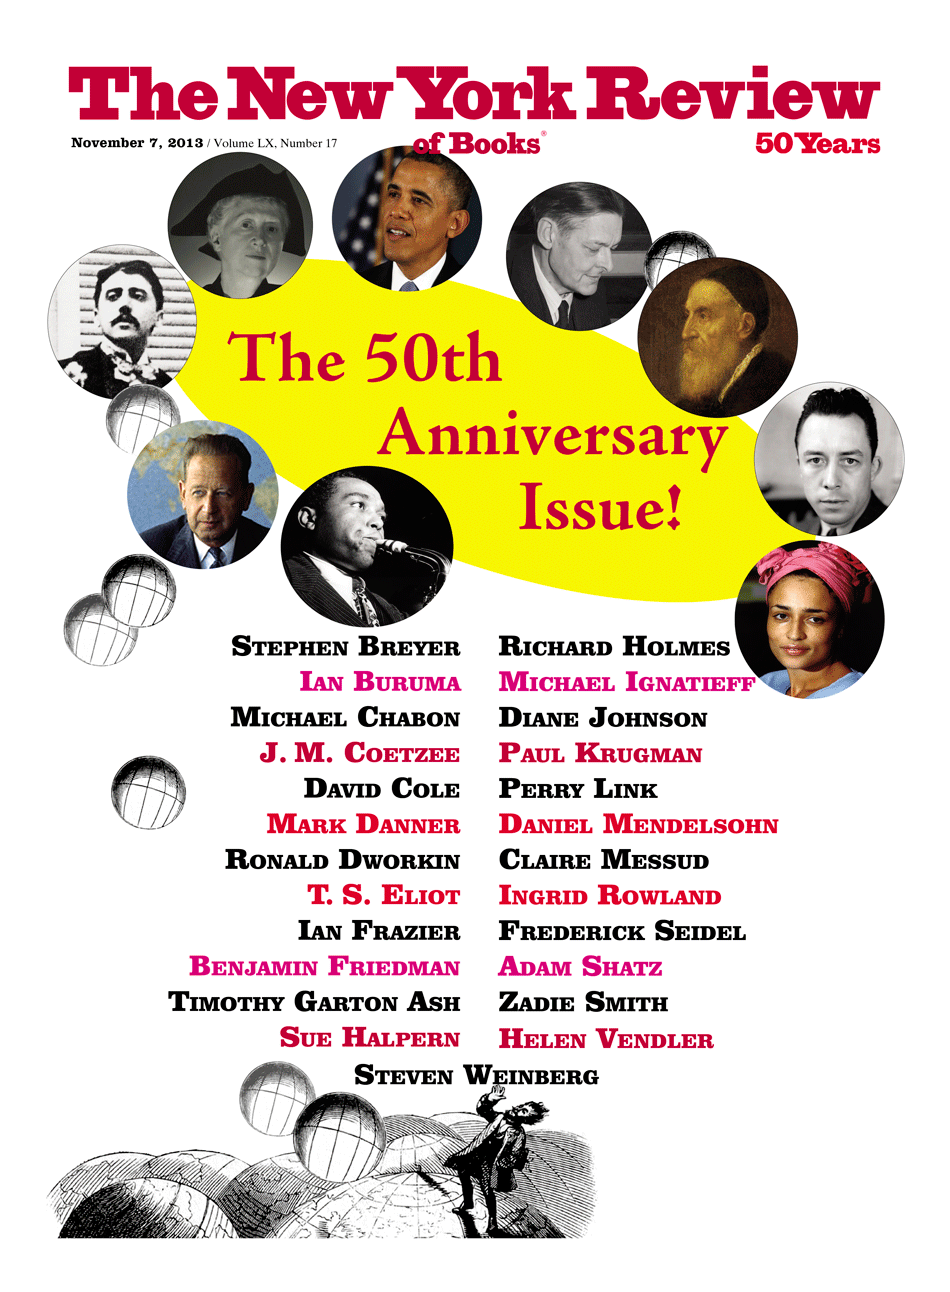 The New York Review
of Books®
50 Years
November 7, 2013 / Volume LX, Number 17
The 50th
Anniversary
Issue!
Stephen Breyer
Ian Buruma
Michael Chabon
J. M. Coetzee
David Cole
Mark Danner
Ronald Dworkin
T. S. Eliot
Ian Frazier
Benjamin Friedman
Timothy Garton Ash
Sue Halpern
Richard Holmes
Michael Ignatieff
Diane Johnson
Paul Krugman
Perry Link
Daniel Mendelsohn
Claire Messud
Ingrid Rowland
Frederick Seidel
Adam Shatz
Zadie Smith
Helen Vendler
Steven Weinberg